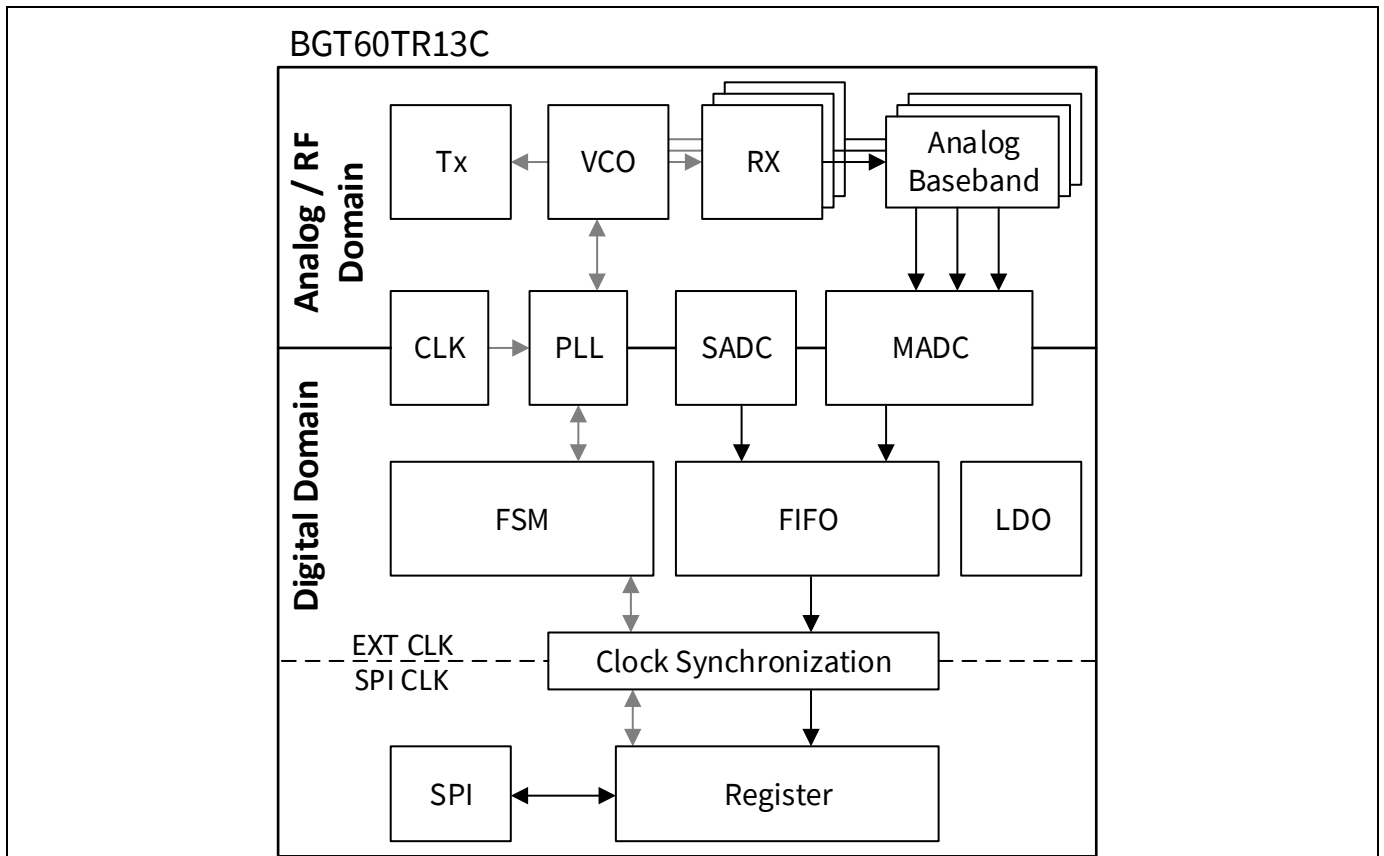 BGT60TR13C
Analog / RF
Domain
Tx
VCO
RX
Analog
Baseband
CLK
PLL
SADC
MADC
Digital Domain
FSM
FIFO
LDO
EXT CLK
SPI CLK
Clock Synchronization
SPI
Register